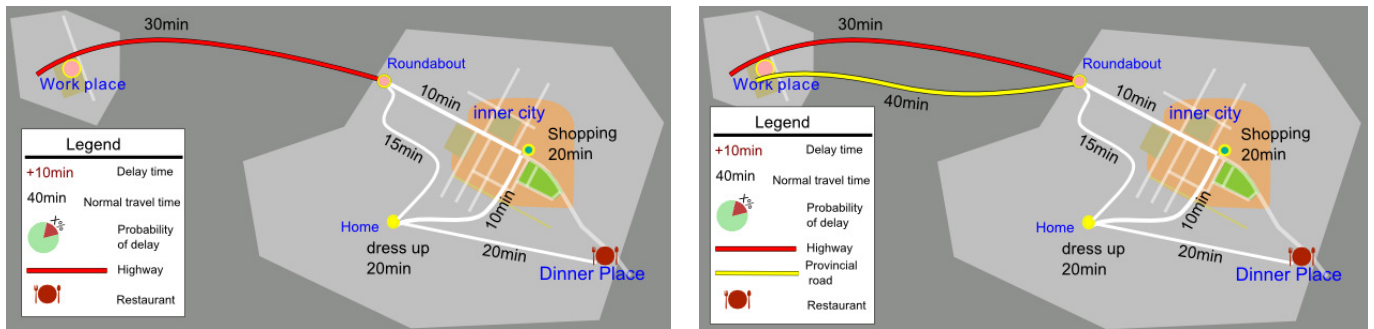 30min
Work place
Roundabout
10min
inner city
15min
Shopping
20min
10min
Home
dress up
20min
20min
Dinner Place
Legend
+10min Delay time
40min Normal travel time
X% Probability
of delay
Highway
Restaurant
30min
Work place
Roundabout
40min
10min
inner city
15min
Shopping
20min
10min
Home
dress up
20min
20min
Dinner Place
Legend
+10min Delay time
40min Normal travel time
X% Probability
of delay
Highway
Provincial
road
Restaurant